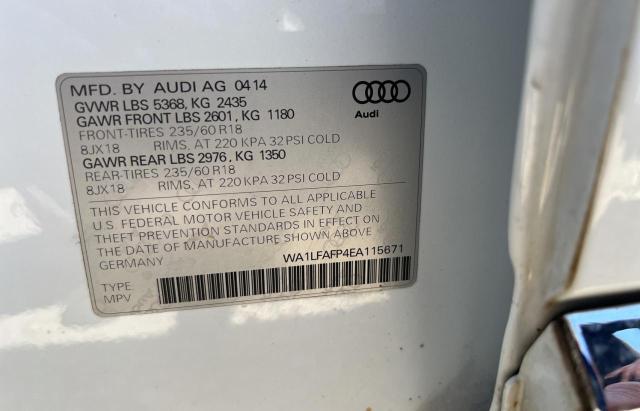 MFD. BY AUDI AG 0414
GVWR LBS 5368, KG 2435
GAWR FRONT LBS 2601, KG 1180
FRONT-TIRES 235/60 R18
8JX18 RIMS, AT 220 KPA 32 PSI COLD
GAWR REAR LBS 2976, KG 1350
REAR-TIRES 235/60 R18
8JX18 RIMS, AT 220 KPA 32 PSI COLD
Audi
THIS VEHICLE CONFORMS TO ALL APPLICABLE
U.S. FEDERAL MOTOR VEHICLE SAFETY AND
THEFT PREVENTION STANDARDS IN EFFECT ON
THE DATE OF MANUFACTURE SHOWN ABOVE
GERMANY
WA1LFAFP4EA115671
TYPE
MPV